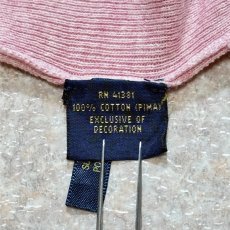 RN 41381
100% COTTON (PIMA)
EXCLUSIVE OF
DECORATION